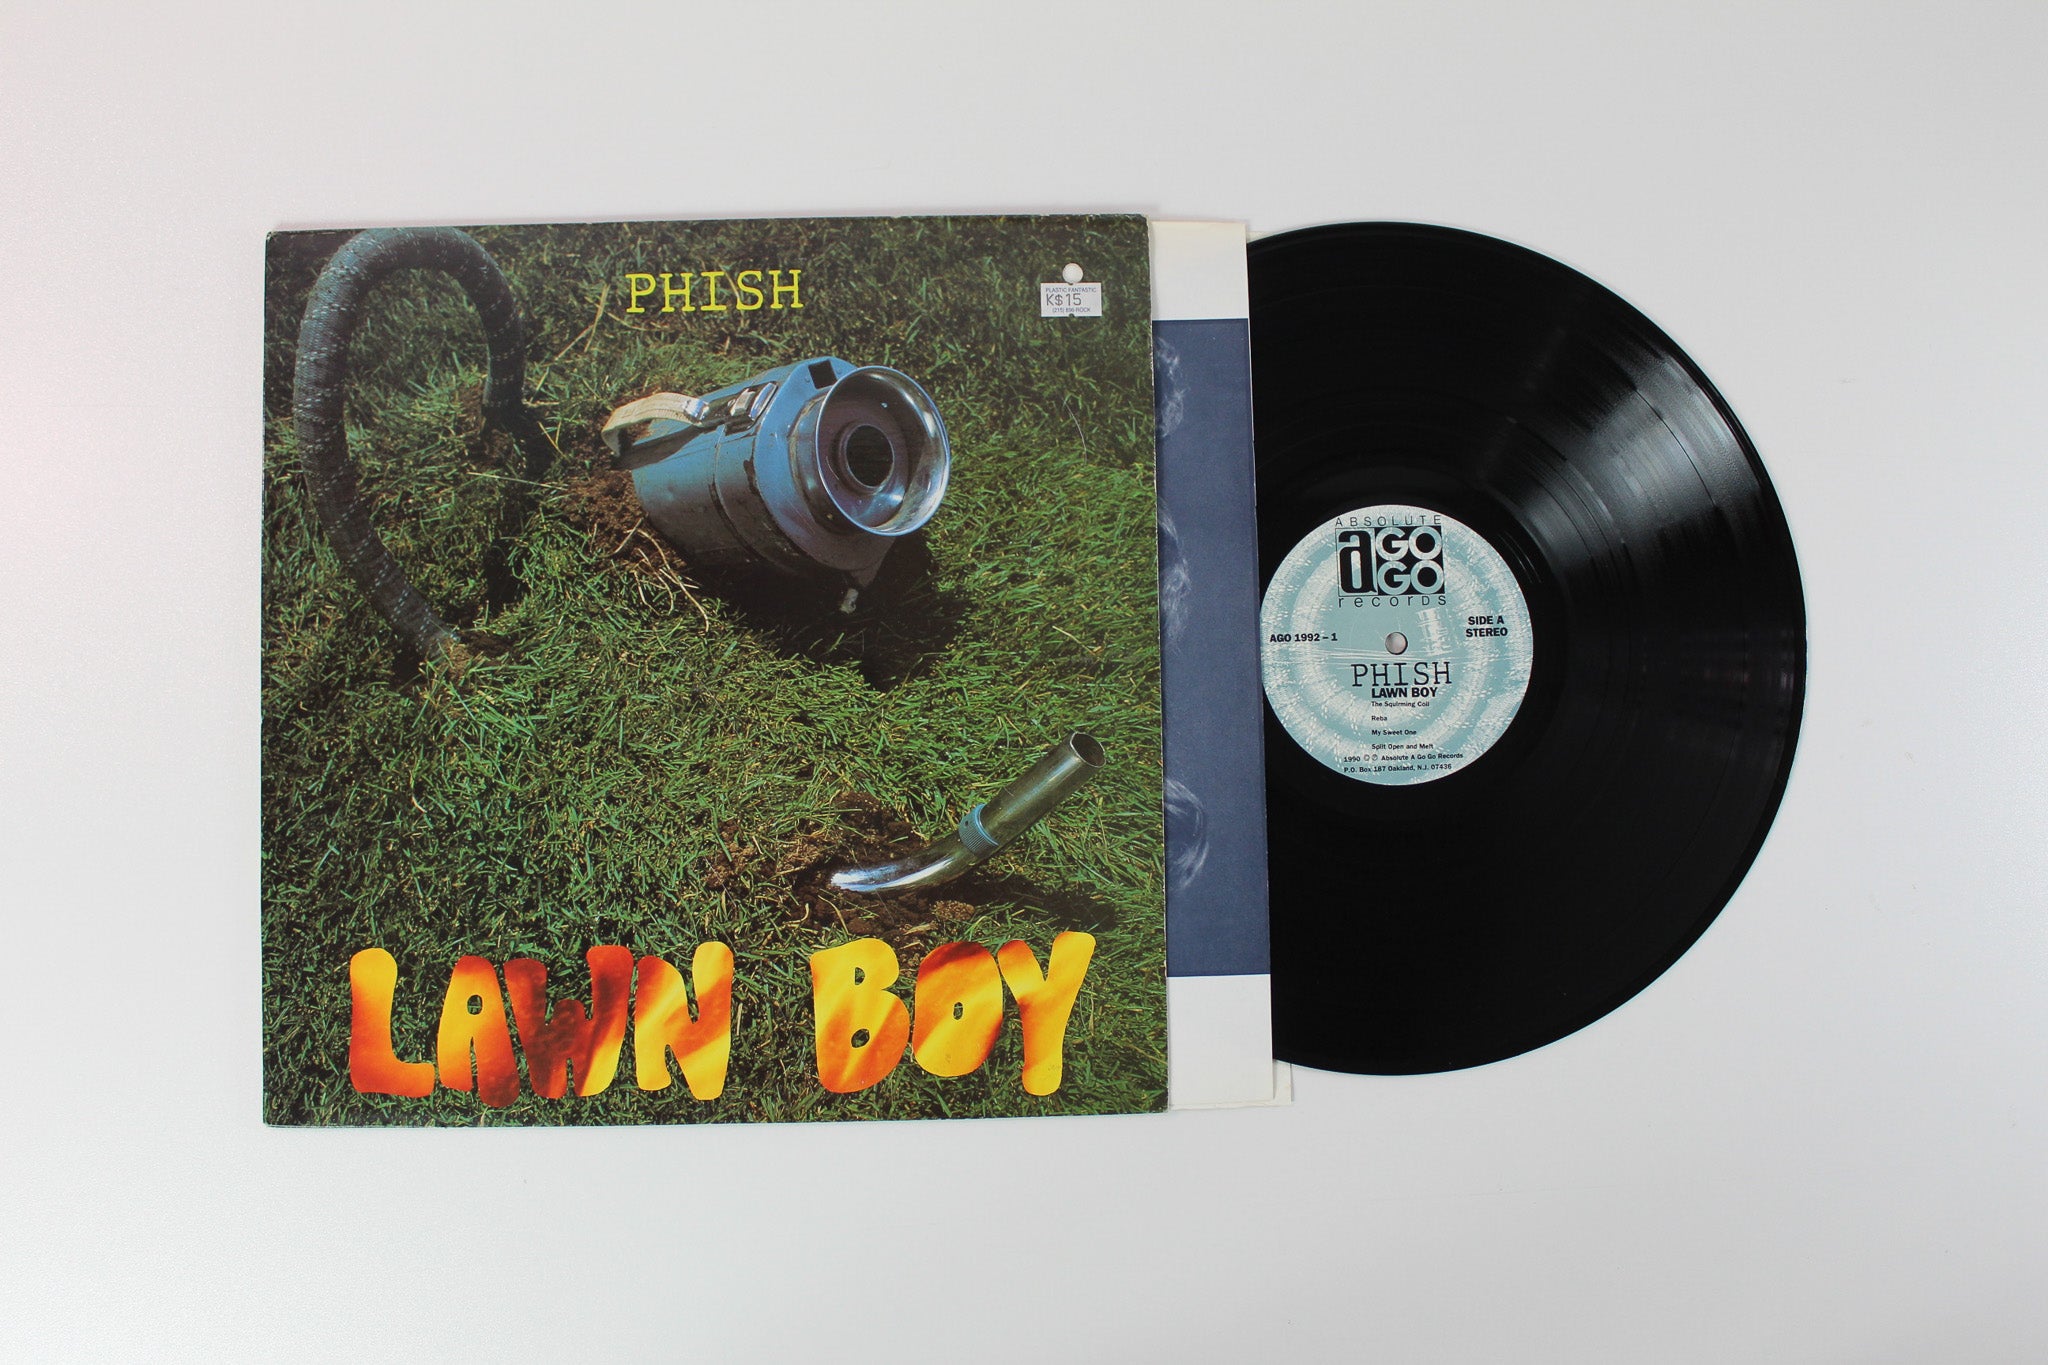 PHISH
PLASTIC FANTASTIC
K$15
(215) 896-ROCK
LAWN BOY
ABSOLUTE
a GO
GO
records
SIDE A
STEREO
AGO 1992-1
PHISH
LAWN BOY
The Squirming Coil
Reba
My Sweet One
Split Open and Melt
1990 © ℗ Absolute A Go Go Records
P.O. Box 167 Oakland, N.J. 07436